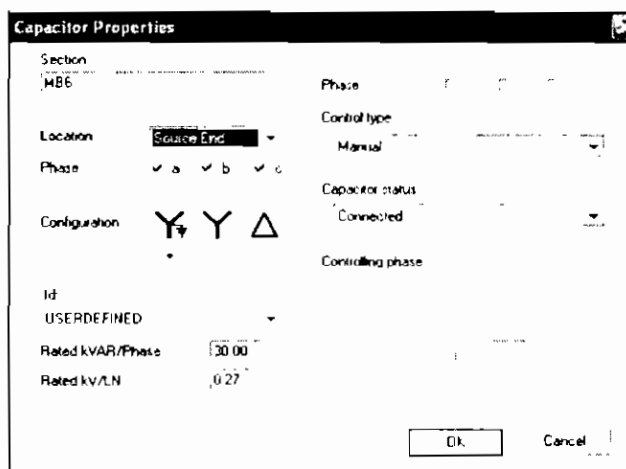 Capacitor Properties
Section
MB6
Location
Source End
Phase
a
b
c
Configuration
Id
USERDEFINED
Rated kVAR/Phase
30.00
Rated kV/LN
0.27
Phase
Control type
Manual
Capacitor status
Connected
Controlling phase
OK
Cancel